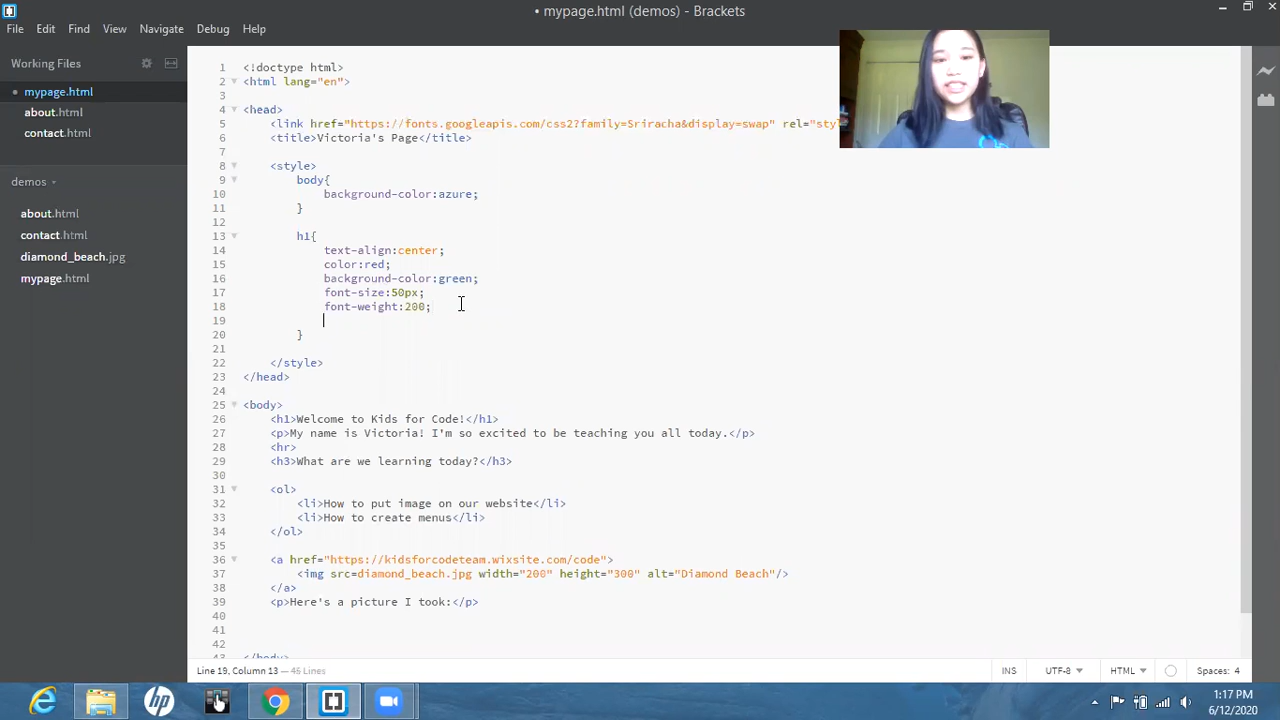 • mypage.html (demos) - Brackets
File Edit Find View Navigate Debug Help
Working Files
mypage.html
about.html
contact.html
demos
about.html
contact.html
diamond_beach.jpg
mypage.html
1 <!doctype html>
2 <html lang="en">
3
4 <head>
5 <link href="https://fonts.googleapis.com/css2?family=Sriracha&display=swap" rel="styl
6 <title>Victoria's Page</title>
7
8 <style>
9 body{
10 background-color:azure;
11 }
12
13 h1{
14 text-align:center;
15 color:red;
16 background-color:green;
17 font-size:50px;
18 font-weight:200;
19
20 }
21
22 </style>
23 </head>
24
25 <body>
26 <h1>Welcome to Kids for Code!</h1>
27 <p>My name is Victoria! I'm so excited to be teaching you all today.</p>
28 <hr>
29 <h3>What are we learning today?</h3>
30
31 <ol>
32 <li>How to put image on our website</li>
33 <li>How to create menus</li>
34 </ol>
35
36 <a href="https://kidsforcodeteam.wixsite.com/code">
37 <img src=diamond_beach.jpg width="200" height="300" alt="Diamond Beach"/>
38 </a>
39 <p>Here's a picture I took:</p>
40
41
42
43 </body>
Line 19, Column 13 — 45 Lines
INS UTF-8 HTML Spaces: 4
1:17 PM
6/12/2020